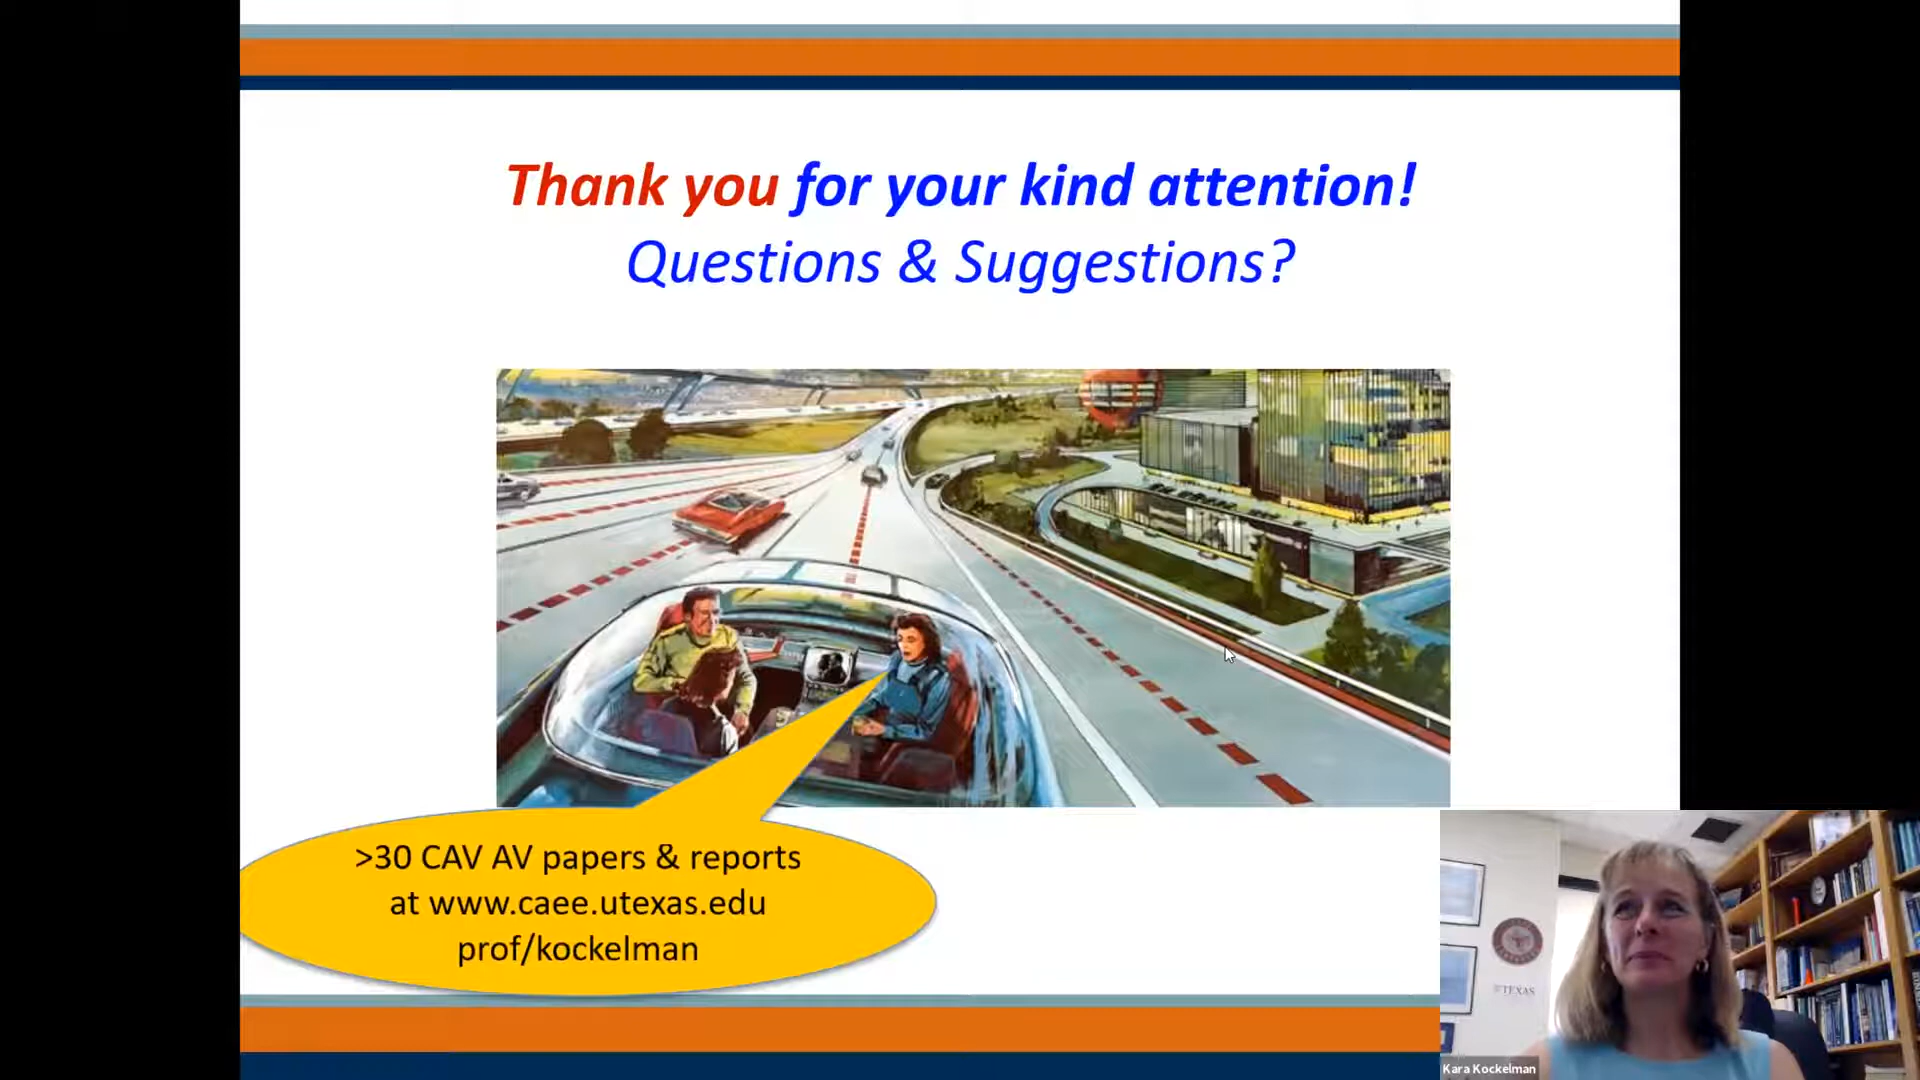 Thank you for your kind attention!
Questions & Suggestions?
>30 CAV AV papers & reports
at www.caee.utexas.edu
prof/kockelman
TEXAS
Kara Kockelman